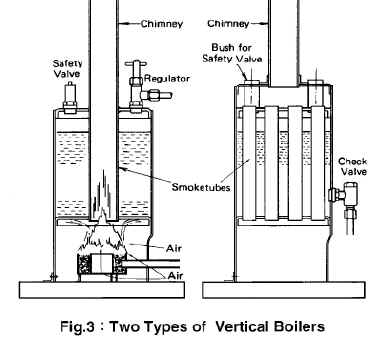 Chimney
Chimney
Safety
Valve
Regulator
Bush for
Safety Valve
Check
Valve
Smoketubes
Air
Air
Fig.3 : Two Types of Vertical Boilers